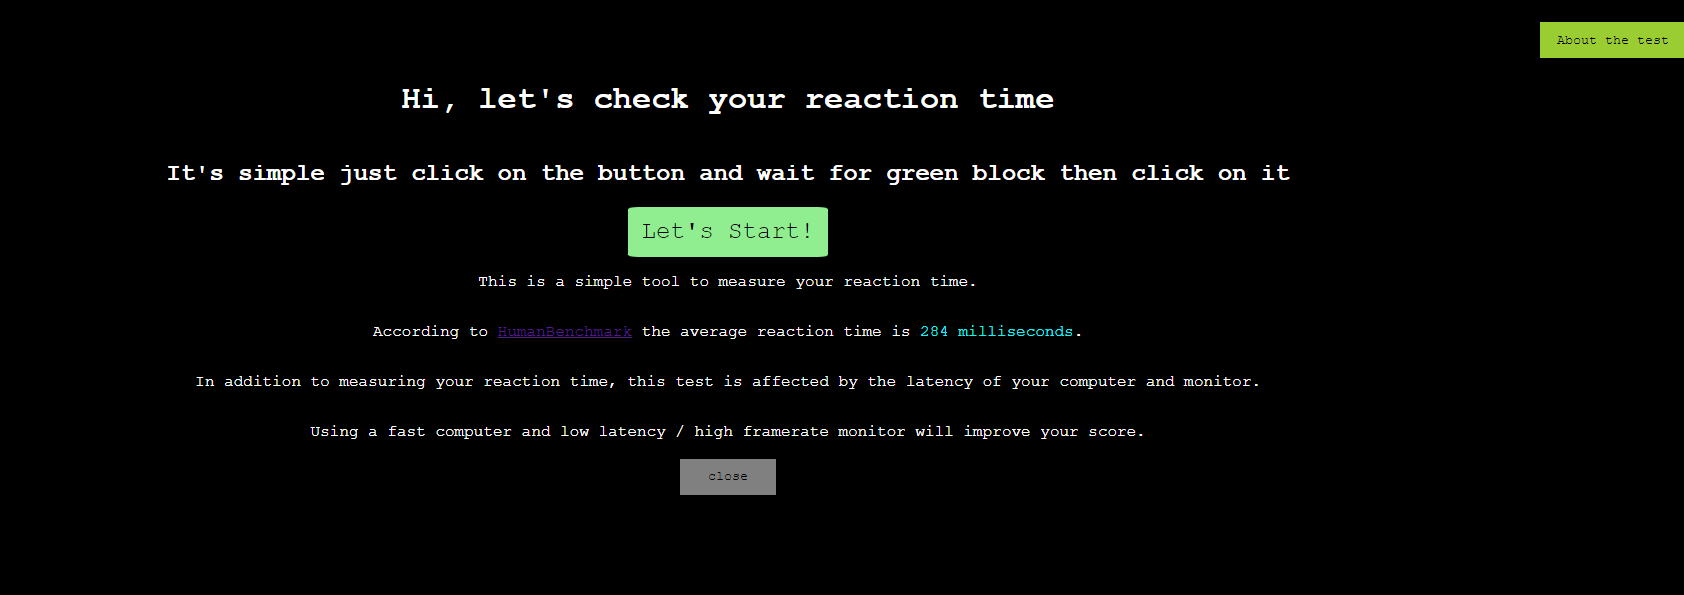 About the test
Hi, let's check your reaction time
It's simple just click on the button and wait for green block then click on it
Let's Start!
This is a simple tool to measure your reaction time.
According to HumanBenchmark the average reaction time is 284 milliseconds.
In addition to measuring your reaction time, this test is affected by the latency of your computer and monitor.
Using a fast computer and low latency / high framerate monitor will improve your score.
close